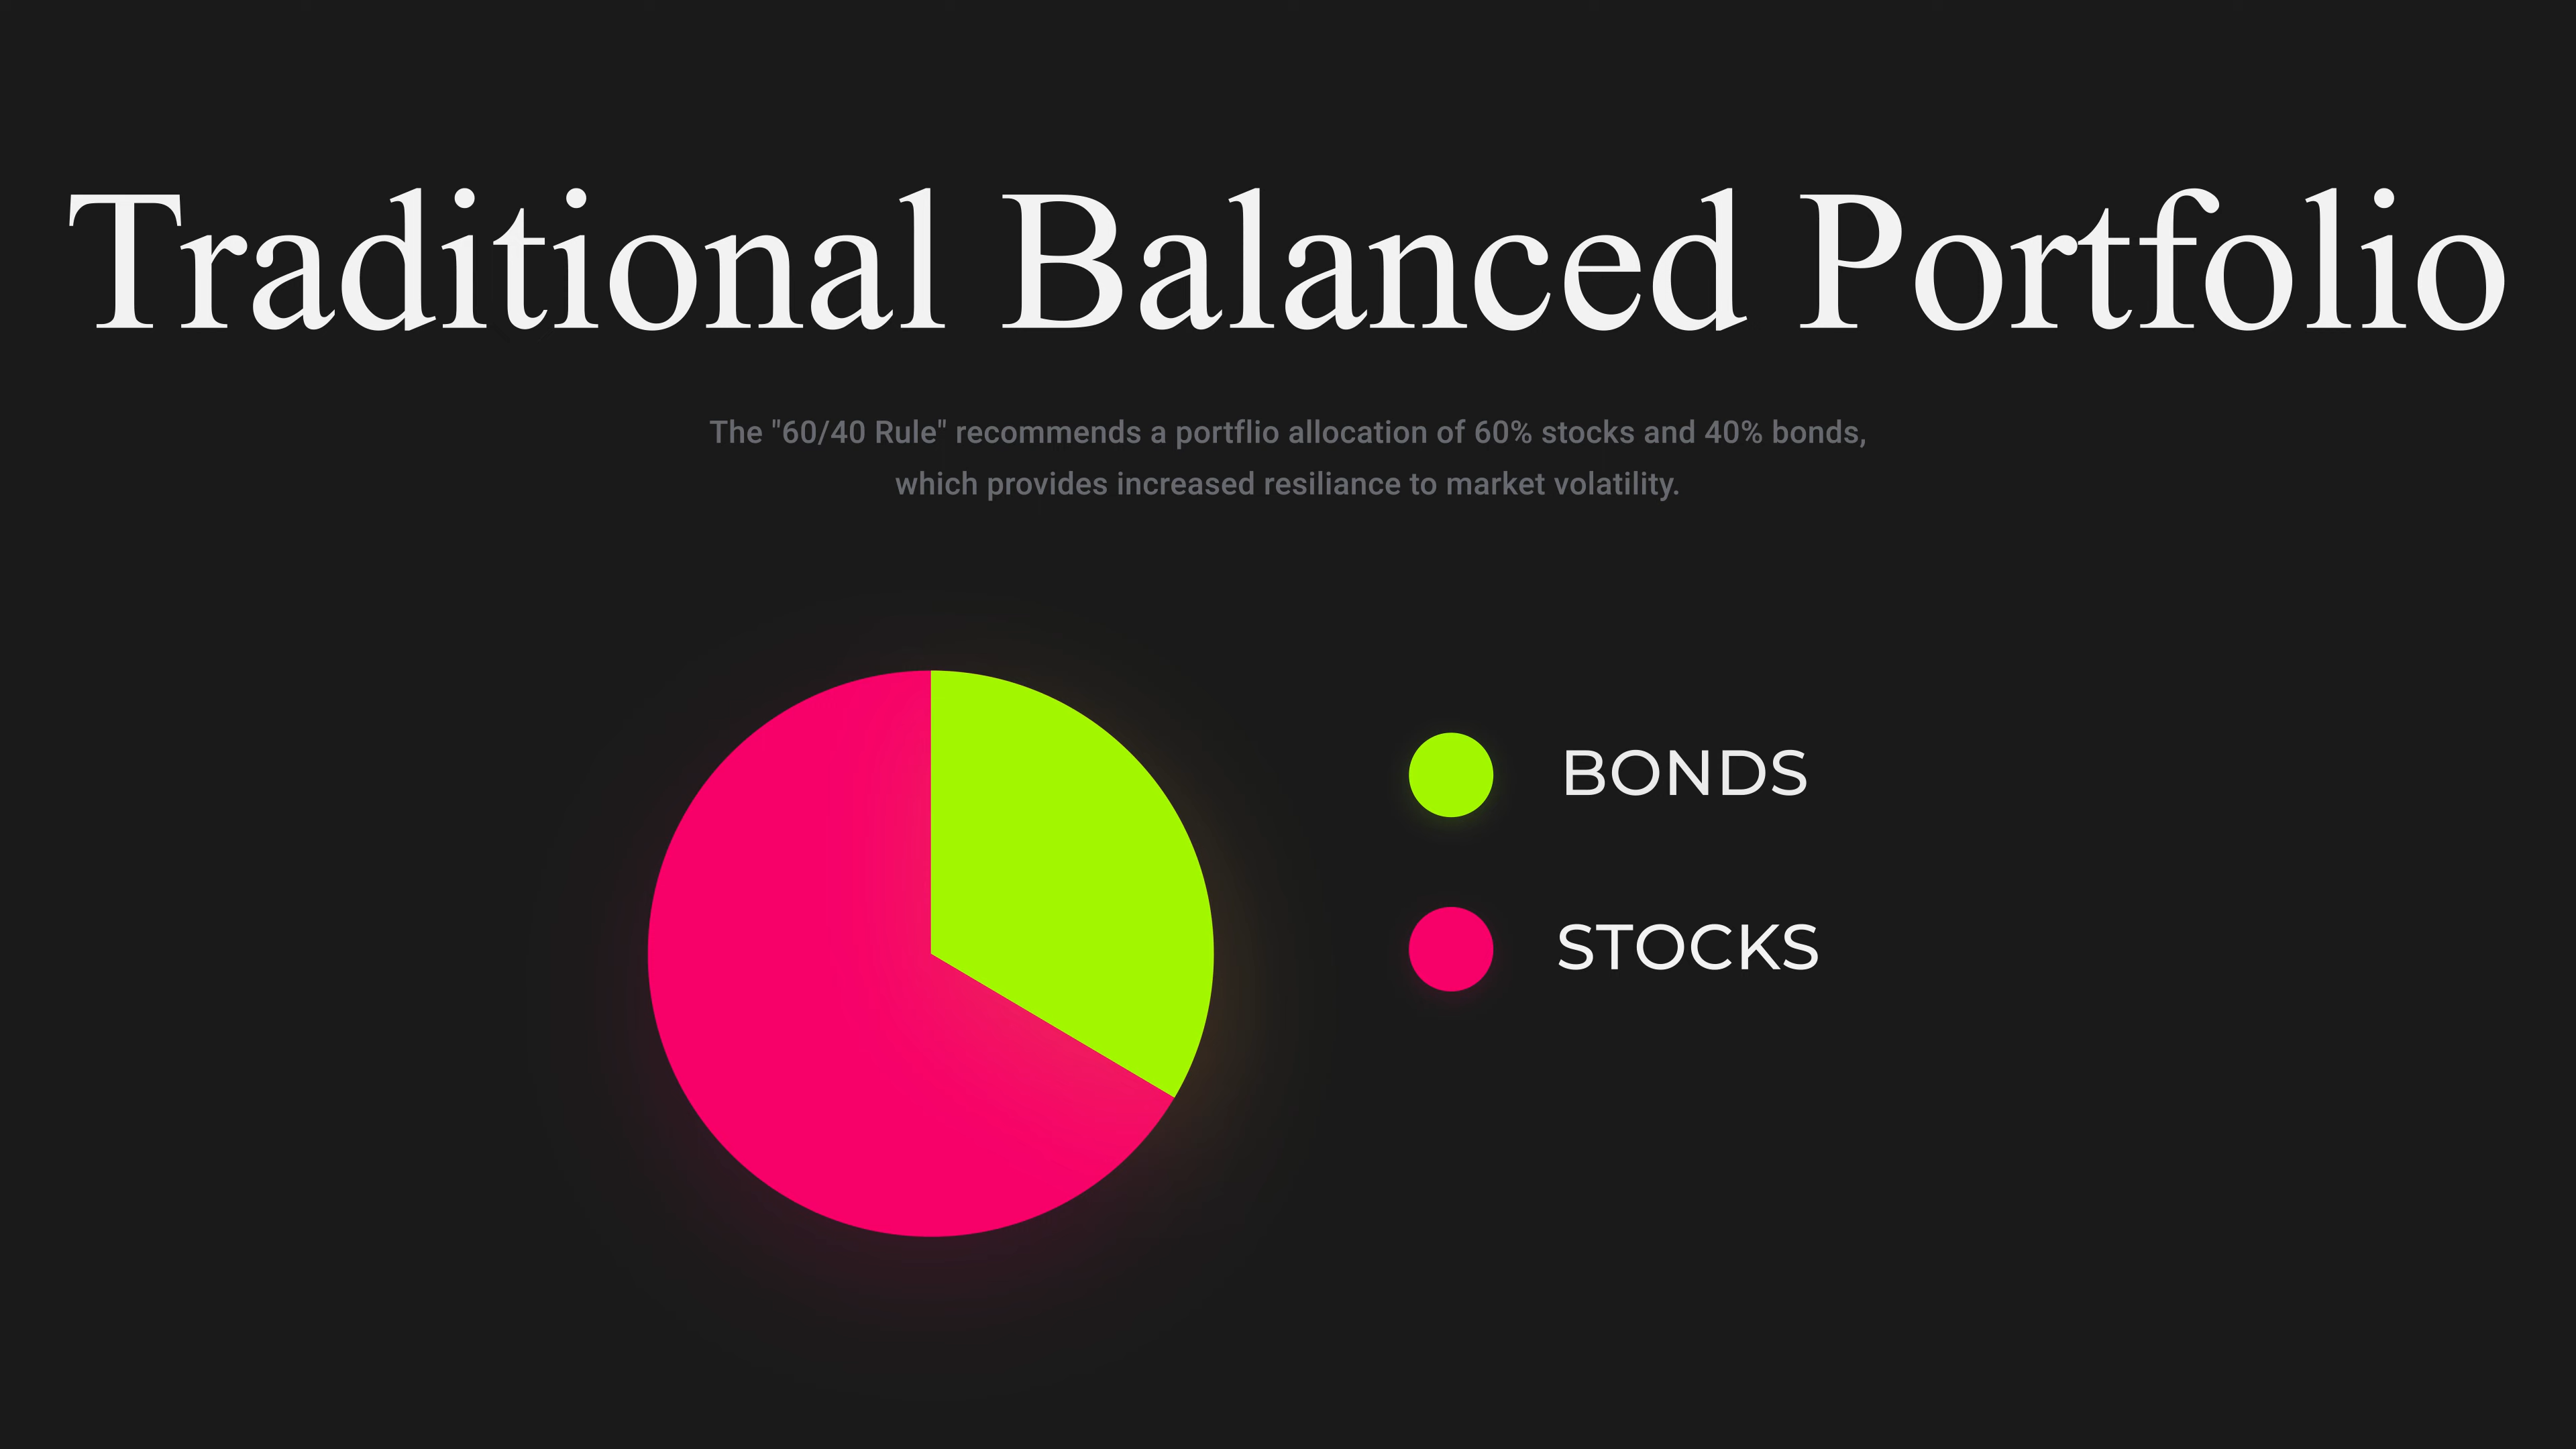 Traditional Balanced Portfolio
The "60/40 Rule" recommends a portflio allocation of 60% stocks and 40% bonds,
which provides increased resiliance to market volatility.
BONDS
STOCKS